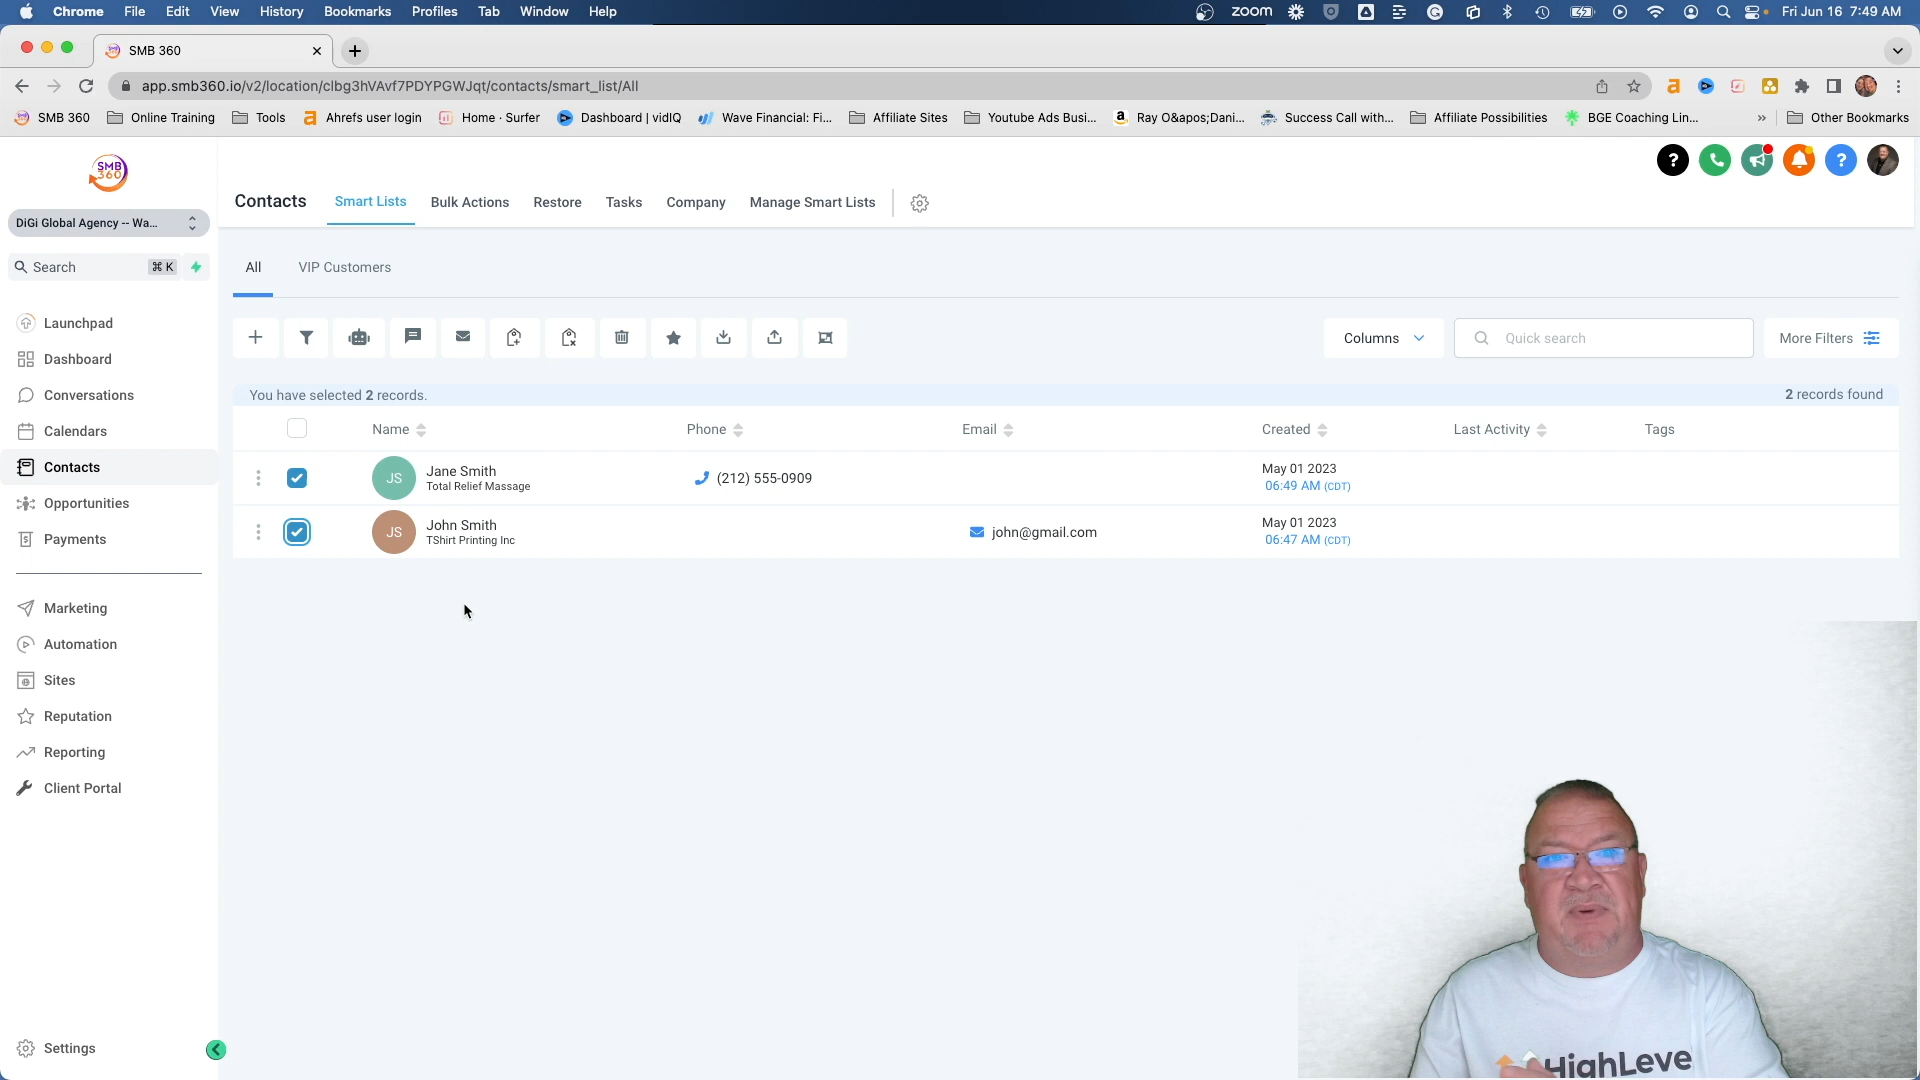 Chrome File Edit View History Bookmarks Profiles Tab Window Help zoom Fri Jun 16 7:49 AM
SMB 360
app.smb360.io/v2/location/clbg3hVAvf7PDYPGWJqt/contacts/smart_list/All
SMB 360 Online Training Tools Ahrefs user login Home · Surfer Dashboard | vidIQ Wave Financial: Fi... Affiliate Sites Youtube Ads Busi... Ray O&apos;Dani... Success Call with... Affiliate Possibilities BGE Coaching Lin... » Other Bookmarks
SMB
360
Contacts Smart Lists Bulk Actions Restore Tasks Company Manage Smart Lists
DiGi Global Agency -- Wa...
Search ⌘ K
All VIP Customers
Launchpad
Dashboard
Conversations
Calendars
Contacts
Opportunities
Payments
Marketing
Automation
Sites
Reputation
Reporting
Client Portal
Settings
Columns Quick search More Filters
You have selected 2 records. 2 records found
Name Phone Email Created Last Activity Tags
JS Jane Smith (212) 555-0909 May 01 2023
Total Relief Massage 06:49 AM (CDT)
JS John Smith john@gmail.com May 01 2023
TShirt Printing Inc 06:47 AM (CDT)
HighLeve